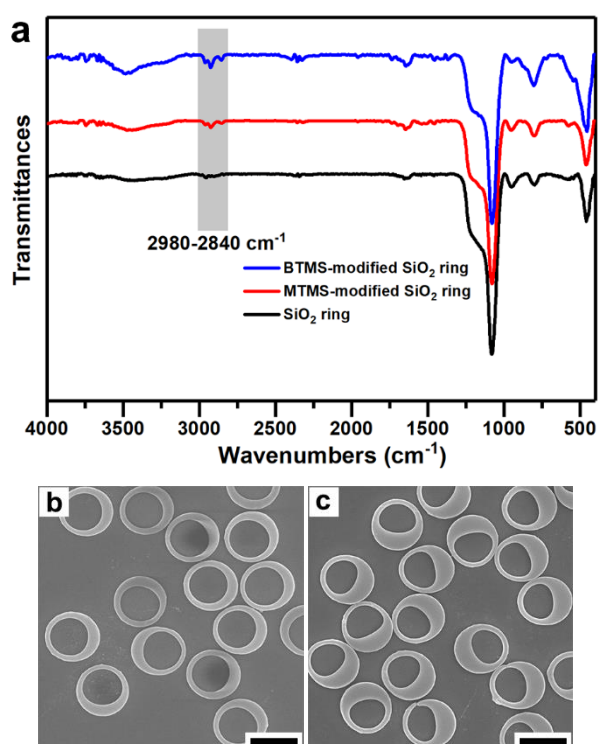 a
Transmittances
2980-2840 cm⁻¹
BTMS-modified SiO₂ ring
MTMS-modified SiO₂ ring
SiO₂ ring
4000 3500 3000 2500 2000 1500 1000 500
Wavenumbers (cm⁻¹)
b
c